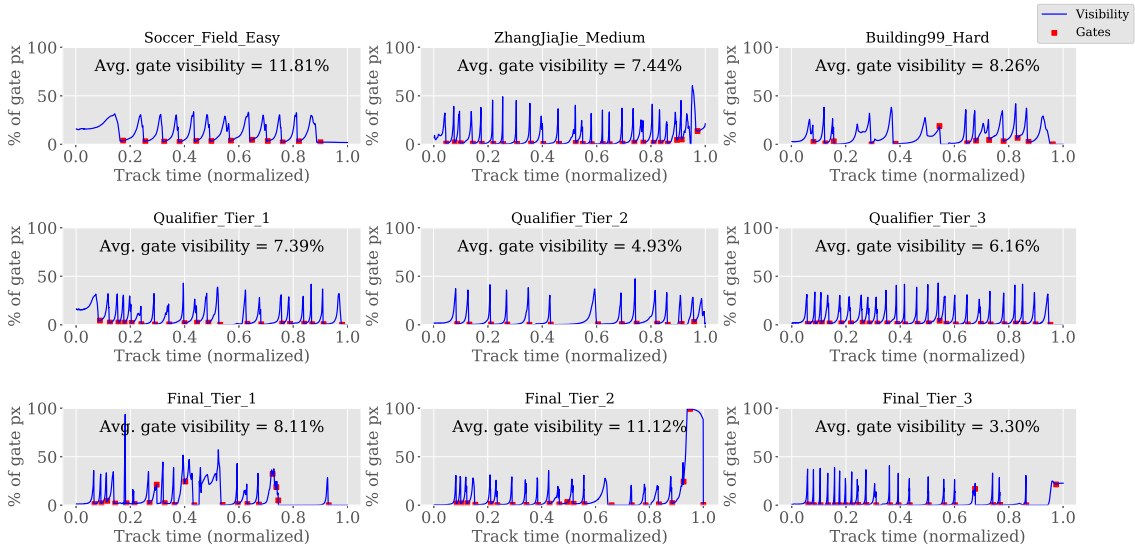 Visibility
Gates
Soccer_Field_Easy
ZhangJiaJie_Medium
Building99_Hard
Avg. gate visibility = 11.81%
Avg. gate visibility = 7.44%
Avg. gate visibility = 8.26%
% of gate px
100
50
0
0.0 0.2 0.4 0.6 0.8 1.0
Track time (normalized)
% of gate px
100
50
0
0.0 0.2 0.4 0.6 0.8 1.0
Track time (normalized)
% of gate px
100
50
0
0.0 0.2 0.4 0.6 0.8 1.0
Track time (normalized)
Qualifier_Tier_1
Qualifier_Tier_2
Qualifier_Tier_3
Avg. gate visibility = 7.39%
Avg. gate visibility = 4.93%
Avg. gate visibility = 6.16%
% of gate px
100
50
0
0.0 0.2 0.4 0.6 0.8 1.0
Track time (normalized)
% of gate px
100
50
0
0.0 0.2 0.4 0.6 0.8 1.0
Track time (normalized)
% of gate px
100
50
0
0.0 0.2 0.4 0.6 0.8 1.0
Track time (normalized)
Final_Tier_1
Final_Tier_2
Final_Tier_3
Avg. gate visibility = 8.11%
Avg. gate visibility = 11.12%
Avg. gate visibility = 3.30%
% of gate px
100
50
0
0.0 0.2 0.4 0.6 0.8 1.0
Track time (normalized)
% of gate px
100
50
0
0.0 0.2 0.4 0.6 0.8 1.0
Track time (normalized)
% of gate px
100
50
0
0.0 0.2 0.4 0.6 0.8 1.0
Track time (normalized)